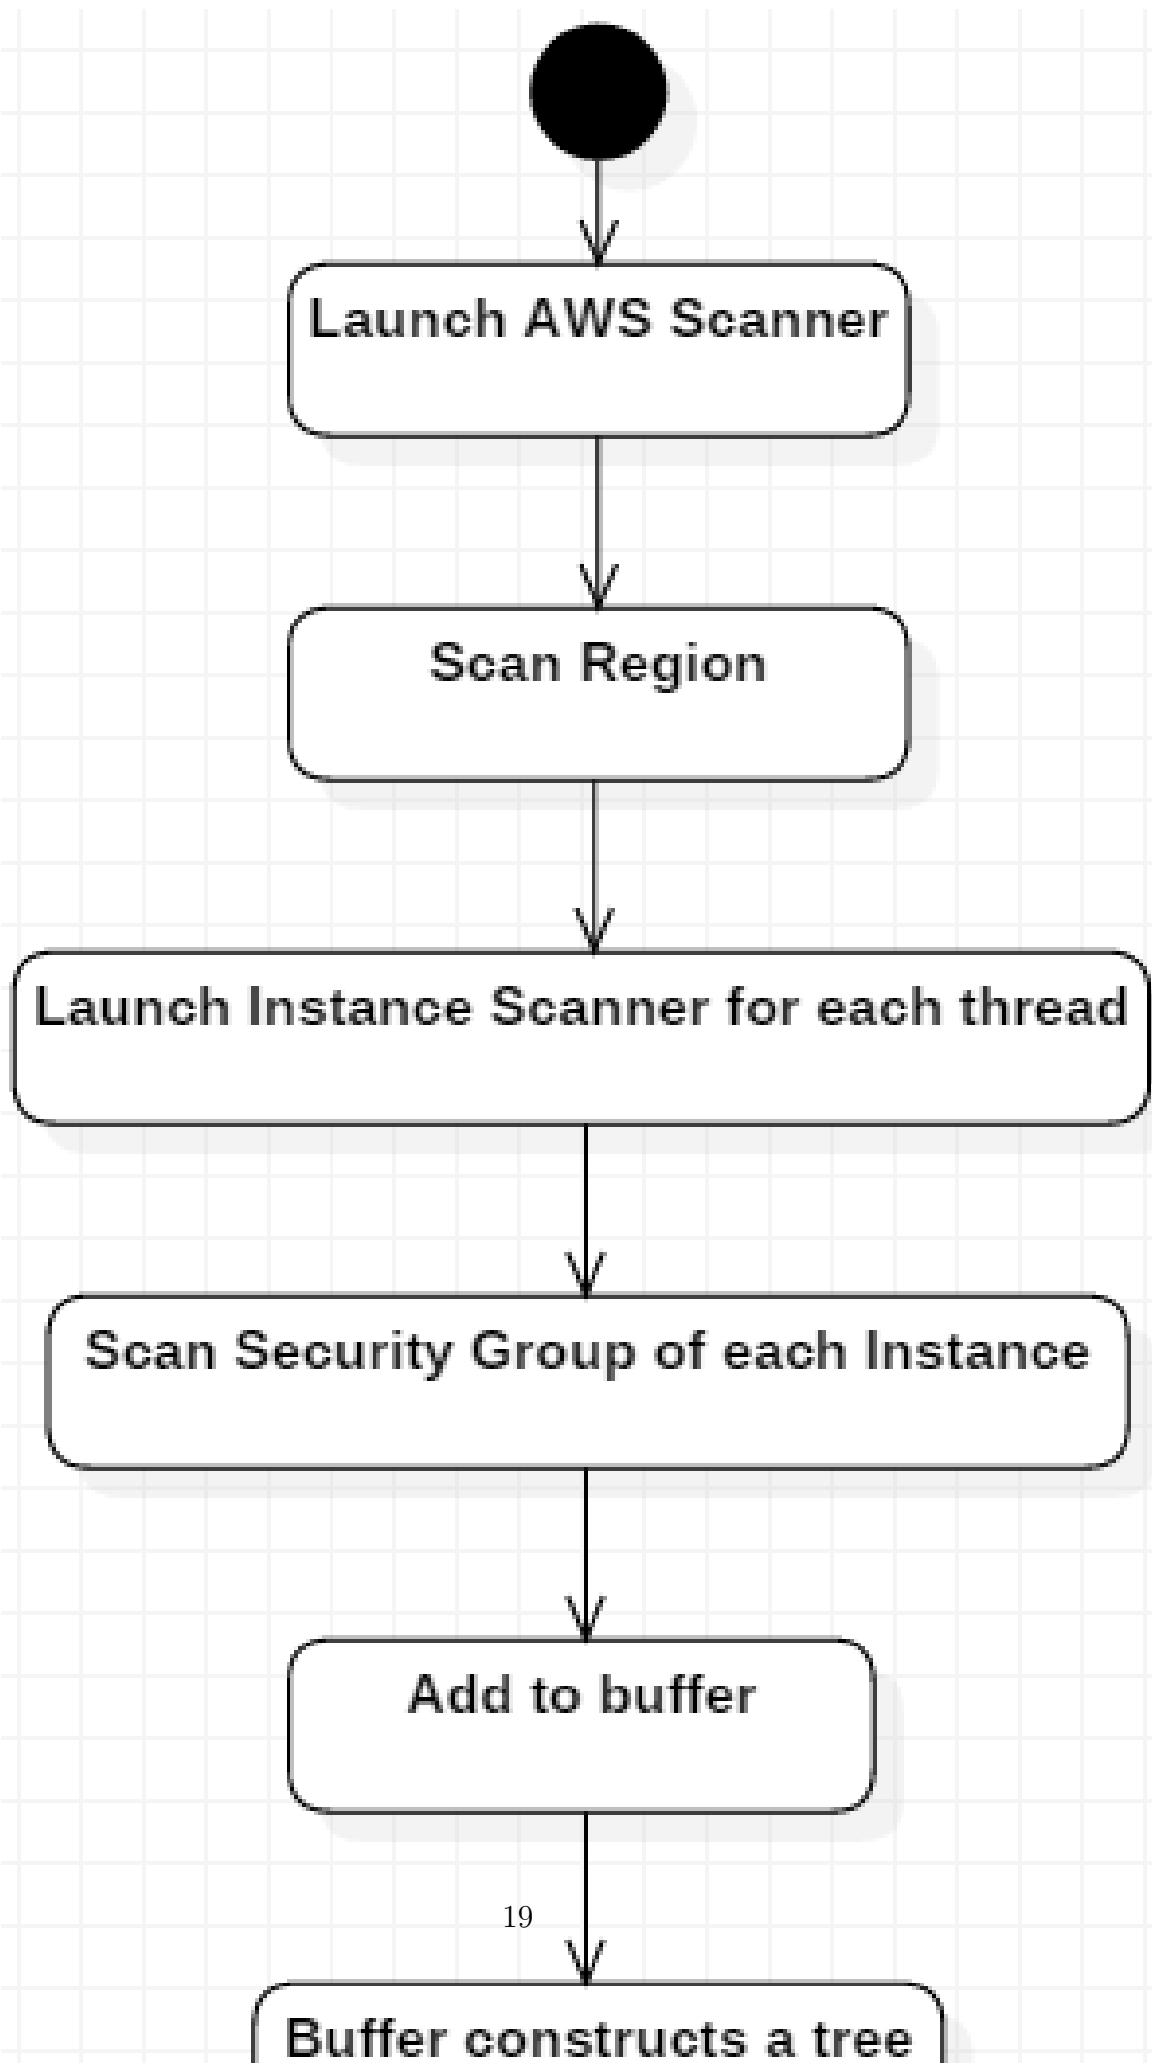 Launch AWS Scanner
Scan Region
Launch Instance Scanner for each thread
Scan Security Group of each Instance
Add to buffer
19
Buffer constructs a tree